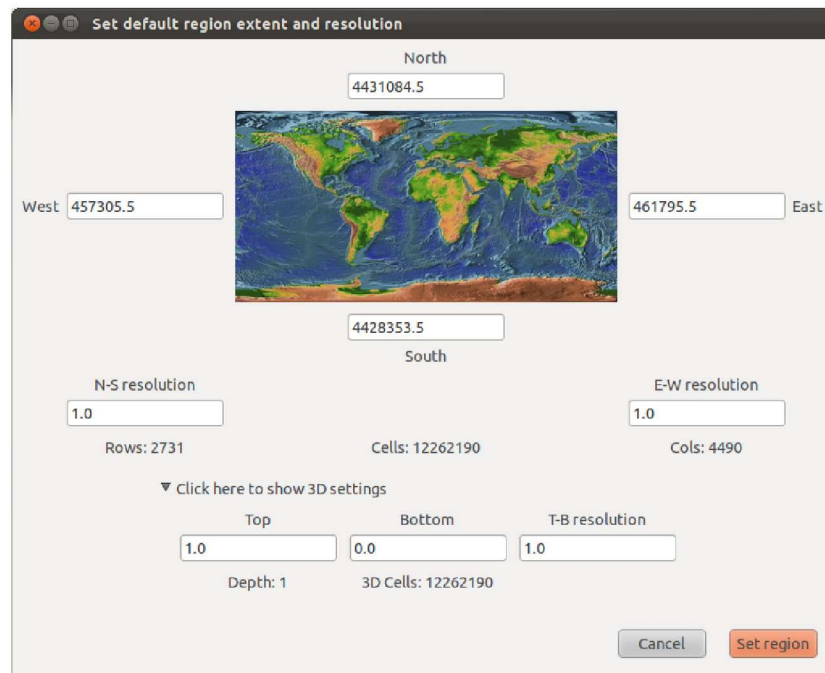 Set default region extent and resolution
North
4431084.5
West 457305.5 461795.5 East
4428353.5
South
N-S resolution E-W resolution
1.0 1.0
Rows: 2731 Cells: 12262190 Cols: 4490
Click here to show 3D settings
Top Bottom T-B resolution
1.0 0.0 1.0
Depth: 1 3D Cells: 12262190
Cancel Set region